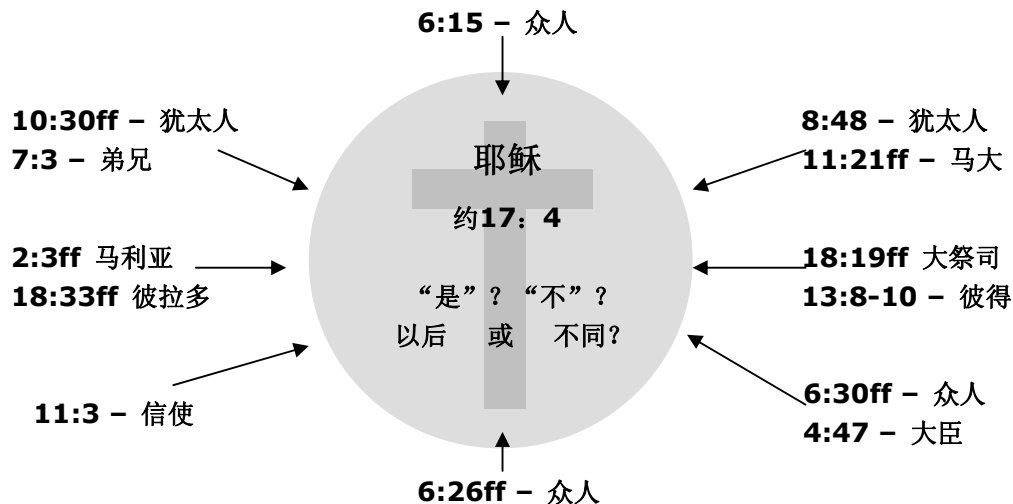 6:15 – 众人
10:30ff – 犹太人
7:3 – 弟兄
8:48 – 犹太人
11:21ff – 马大
耶稣
约17：4
2:3ff 马利亚
18:33ff 彼拉多
18:19ff 大祭司
13:8-10 – 彼得
“是”？“不”？
以后 或 不同？
11:3 – 信使
6:30ff – 众人
4:47 – 大臣
6:26ff – 众人